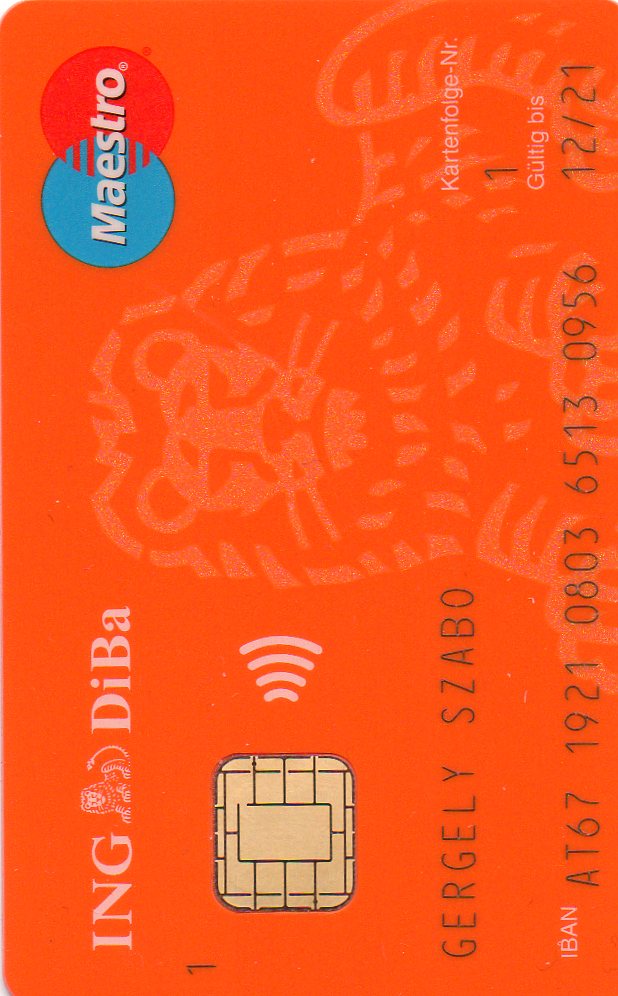 ING DiBa
Maestro®
1
GERGELY SZABO
Kartenfolge-Nr.
1
Gültig bis
IBAN AT67 1921 0803 6513 0956
12/21